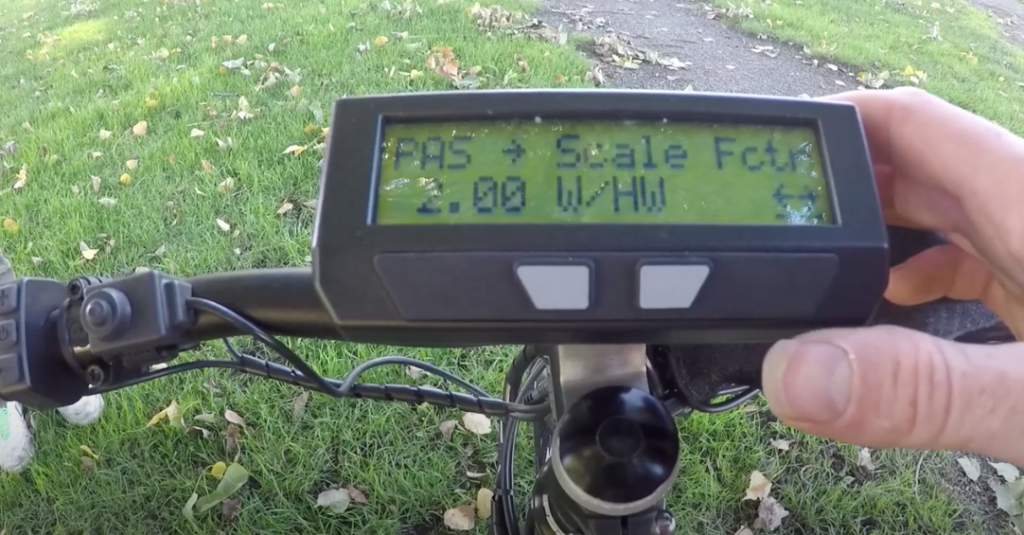 PAS → Scale Fctr
2.00 W/HW ↔